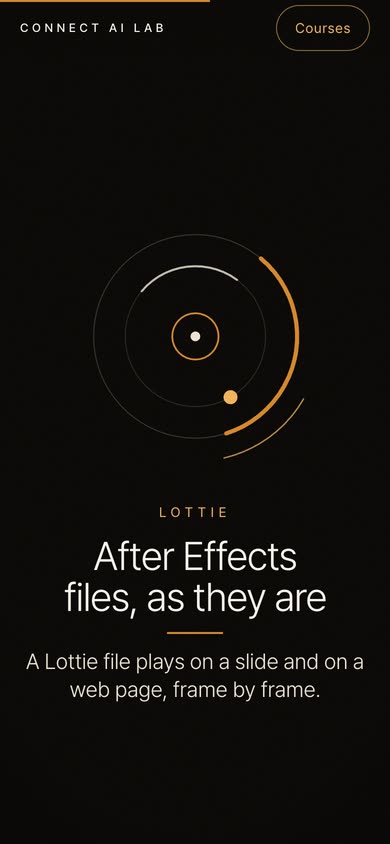 CONNECT AI LAB
Courses
LOTTIE
After Effects
files, as they are
A Lottie file plays on a slide and on a
web page, frame by frame.